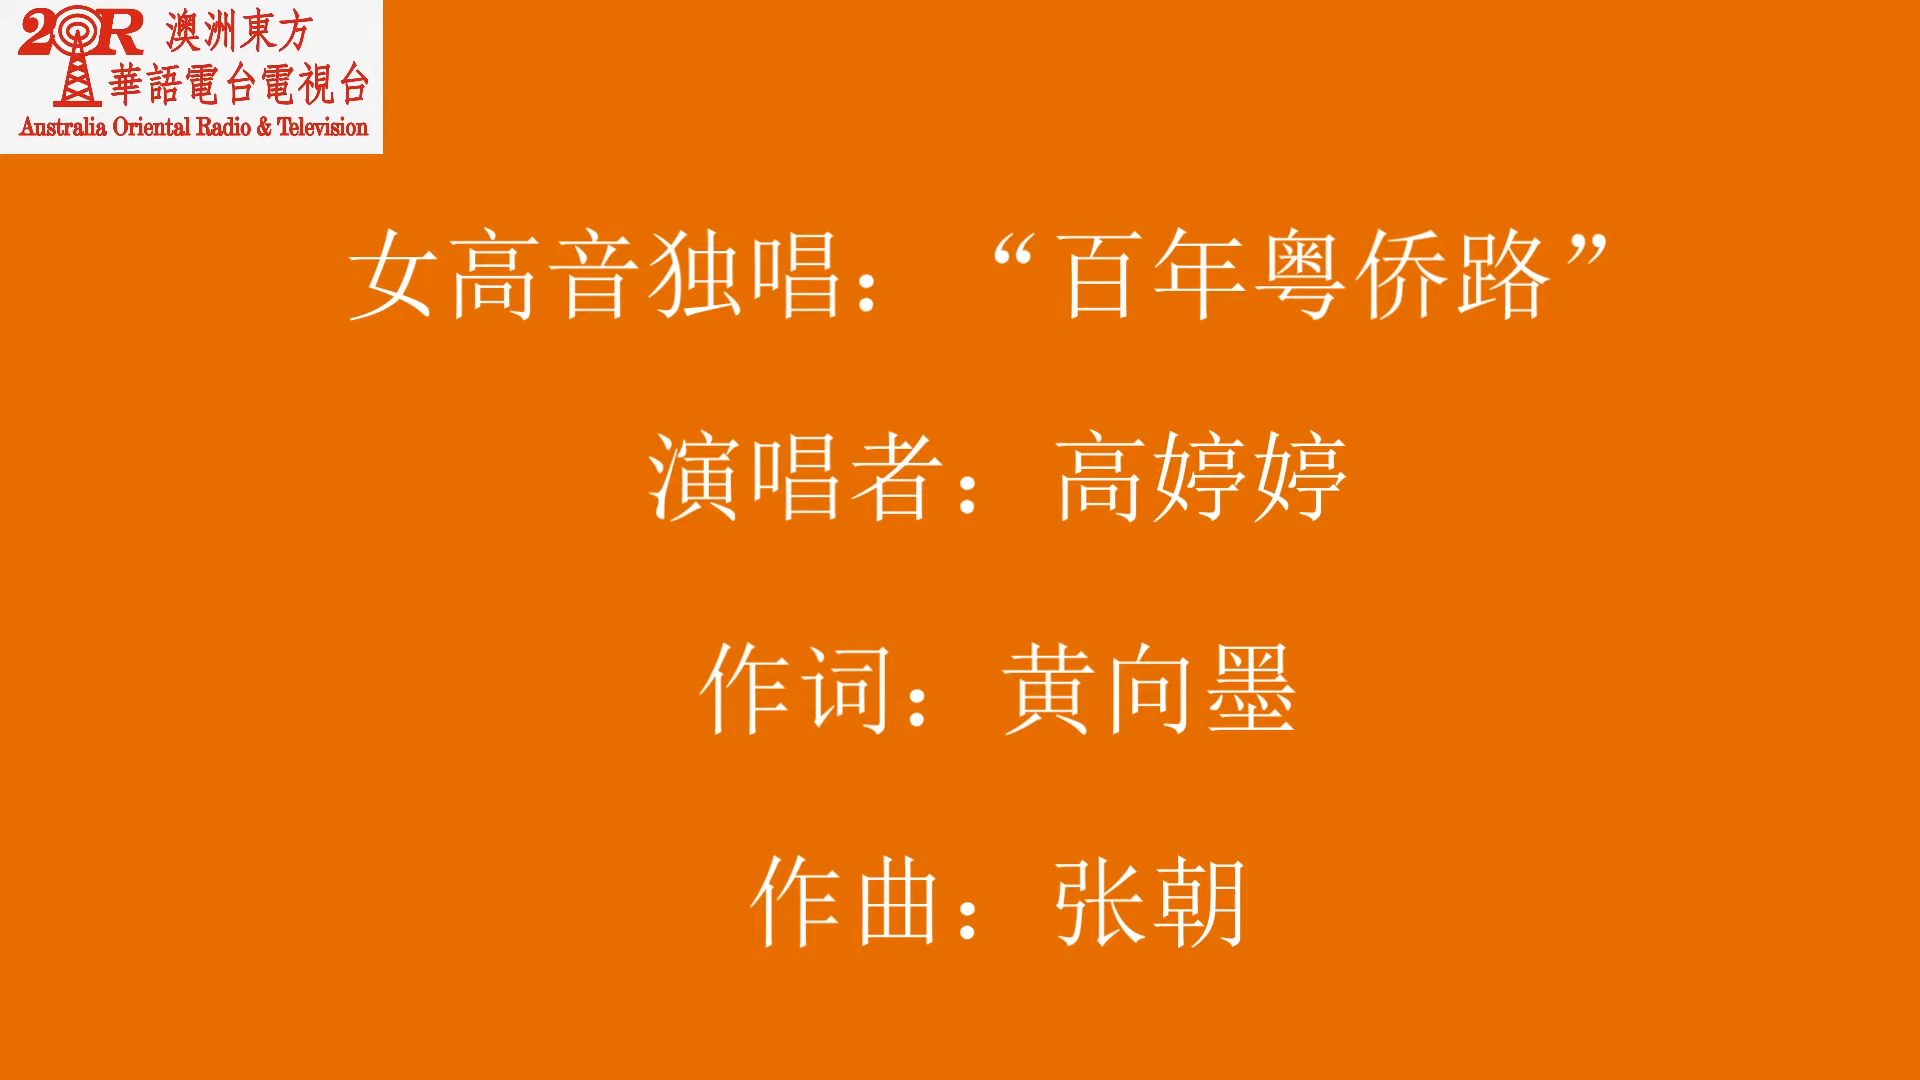 2OR 澳洲東方
華語電台電視台
Australia Oriental Radio & Television
女高音独唱：“百年粤侨路”
演唱者：高婷婷
作词：黄向墨
作曲：张朝